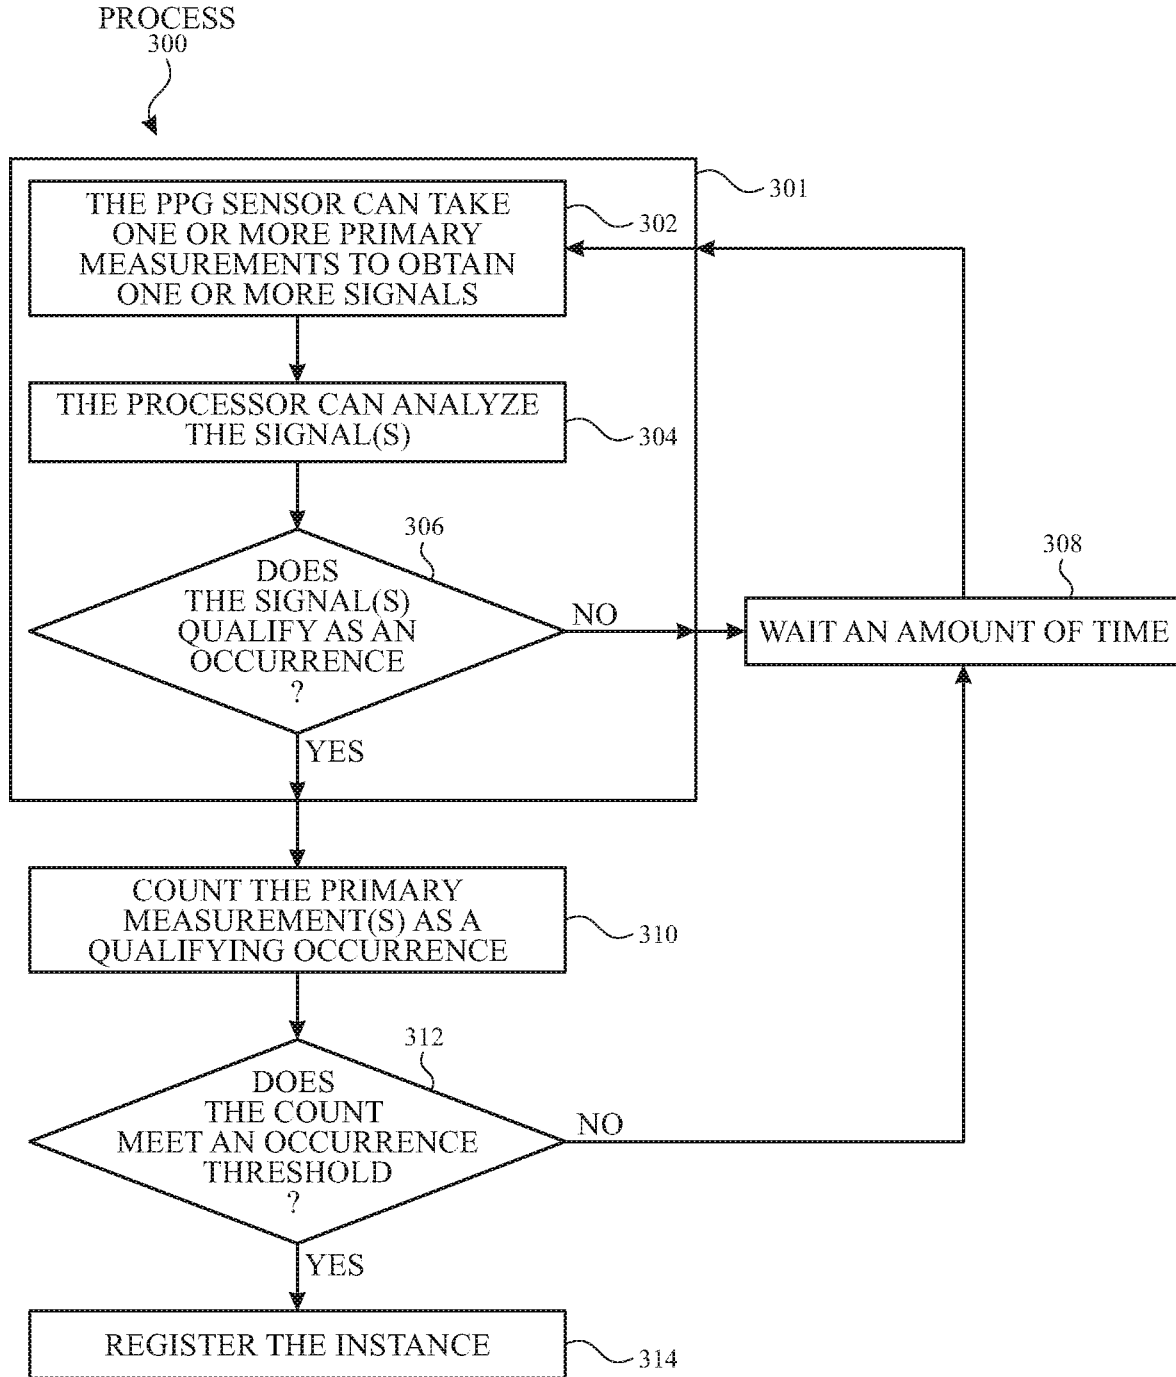 PROCESS
300
301
THE PPG SENSOR CAN TAKE
ONE OR MORE PRIMARY
MEASUREMENTS TO OBTAIN
ONE OR MORE SIGNALS
302
THE PROCESSOR CAN ANALYZE
THE SIGNAL(S)
304
306
DOES
THE SIGNAL(S)
QUALIFY AS AN
OCCURRENCE
?
NO
YES
308
WAIT AN AMOUNT OF TIME
COUNT THE PRIMARY
MEASUREMENT(S) AS A
QUALIFYING OCCURRENCE
310
312
DOES
THE COUNT
MEET AN OCCURRENCE
THRESHOLD
?
NO
YES
REGISTER THE INSTANCE
314